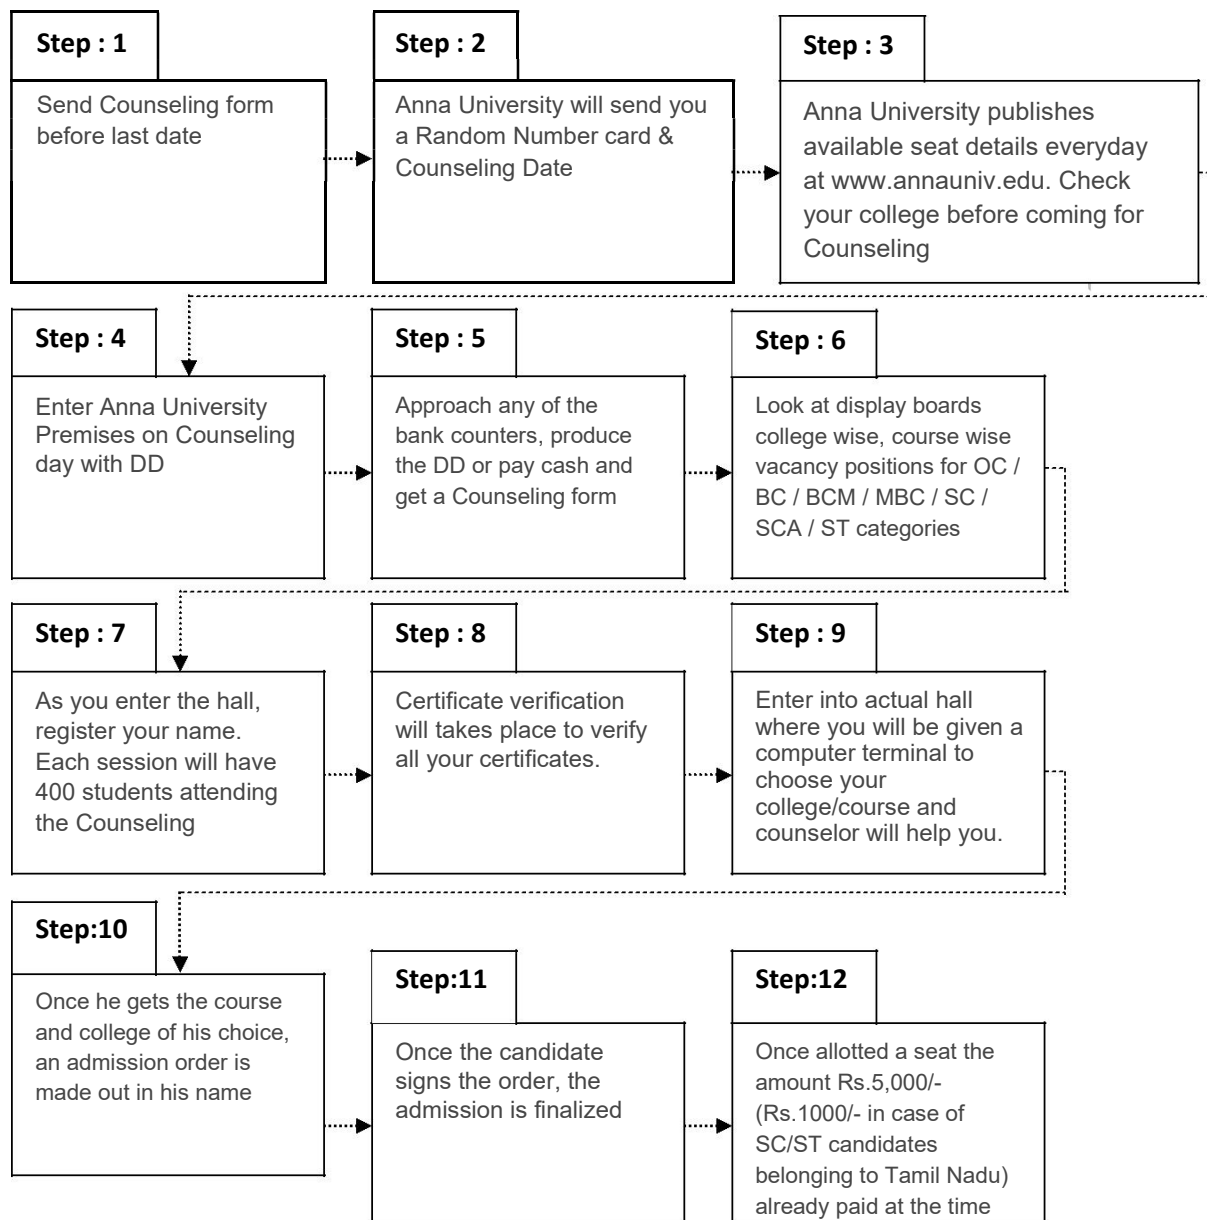 Step : 1
Send Counseling form
before last date
Step : 2
Anna University will send you
a Random Number card &
Counseling Date
Step : 3
Anna University publishes
available seat details everyday
at www.annauniv.edu. Check
your college before coming for
Counseling
Step : 4
Enter Anna University
Premises on Counseling
day with DD
Step : 5
Approach any of the
bank counters, produce
the DD or pay cash and
get a Counseling form
Step : 6
Look at display boards
college wise, course wise
vacancy positions for OC /
BC / BCM / MBC / SC /
SCA / ST categories
Step : 7
As you enter the hall,
register your name.
Each session will have
400 students attending
the Counseling
Step : 8
Certificate verification
will takes place to verify
all your certificates.
Step : 9
Enter into actual hall
where you will be given a
computer terminal to
choose your
college/course and
counselor will help you.
Step:10
Once he gets the course
and college of his choice,
an admission order is
made out in his name
Step:11
Once the candidate
signs the order, the
admission is finalized
Step:12
Once allotted a seat the
amount Rs.5,000/-
(Rs.1000/- in case of
SC/ST candidates
belonging to Tamil Nadu)
already paid at the time